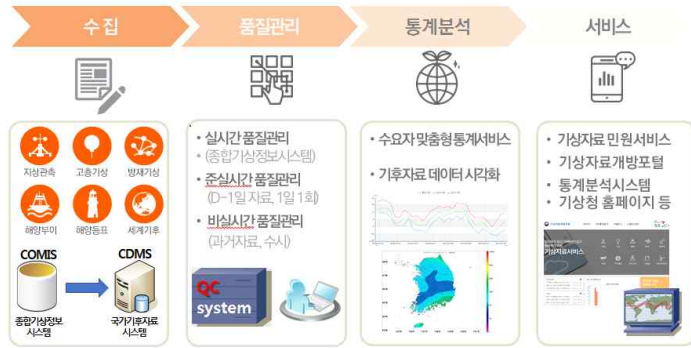 수집
품질관리
통계분석
서비스
지상관측
고층기상
방재기상
해양부이
해양등표
세계기후
COMIS
CDMS
종합기상정보
시스템
국가기후자료
시스템
• 실시간 품질관리
(종합기상정보시스템)
• 준실시간 품질관리
(D-1일 자료, 1일 1회)
• 비실시간 품질관리
(과거자료, 수시)
QC
system
• 수요자 맞춤형 통계서비스
• 기후자료 데이터 시각화
• 기상자료 민원서비스
• 기상자료개방포털
• 통계분석시스템
• 기상청 홈페이지 등
기상자료서비스